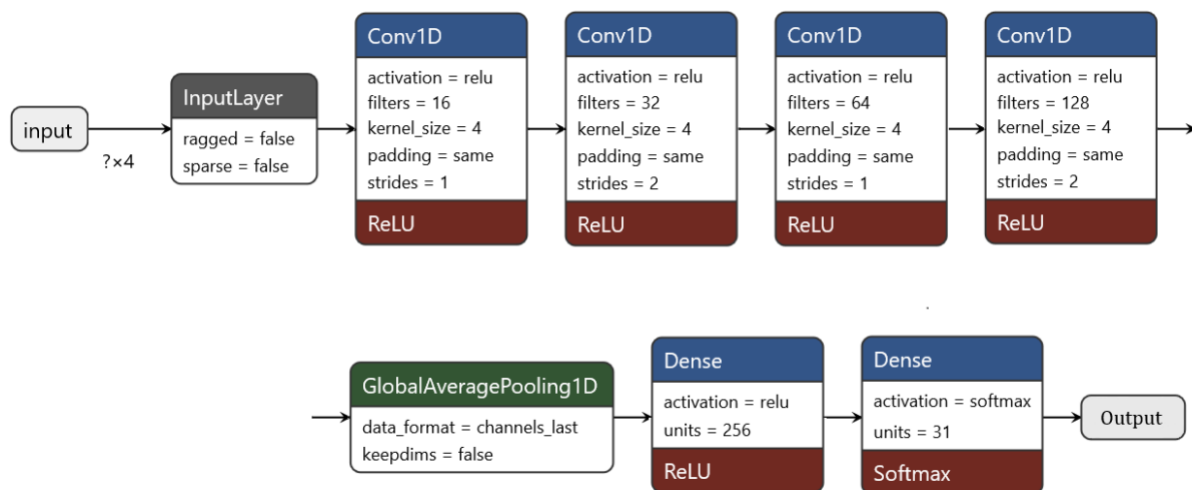 input
?×4
InputLayer
ragged = false
sparse = false
Conv1D
activation = relu
filters = 16
kernel_size = 4
padding = same
strides = 1
ReLU
Conv1D
activation = relu
filters = 32
kernel_size = 4
padding = same
strides = 2
ReLU
Conv1D
activation = relu
filters = 64
kernel_size = 4
padding = same
strides = 1
ReLU
Conv1D
activation = relu
filters = 128
kernel_size = 4
padding = same
strides = 2
ReLU
GlobalAveragePooling1D
data_format = channels_last
keepdims = false
Dense
activation = relu
units = 256
ReLU
Dense
activation = softmax
units = 31
Softmax
Output